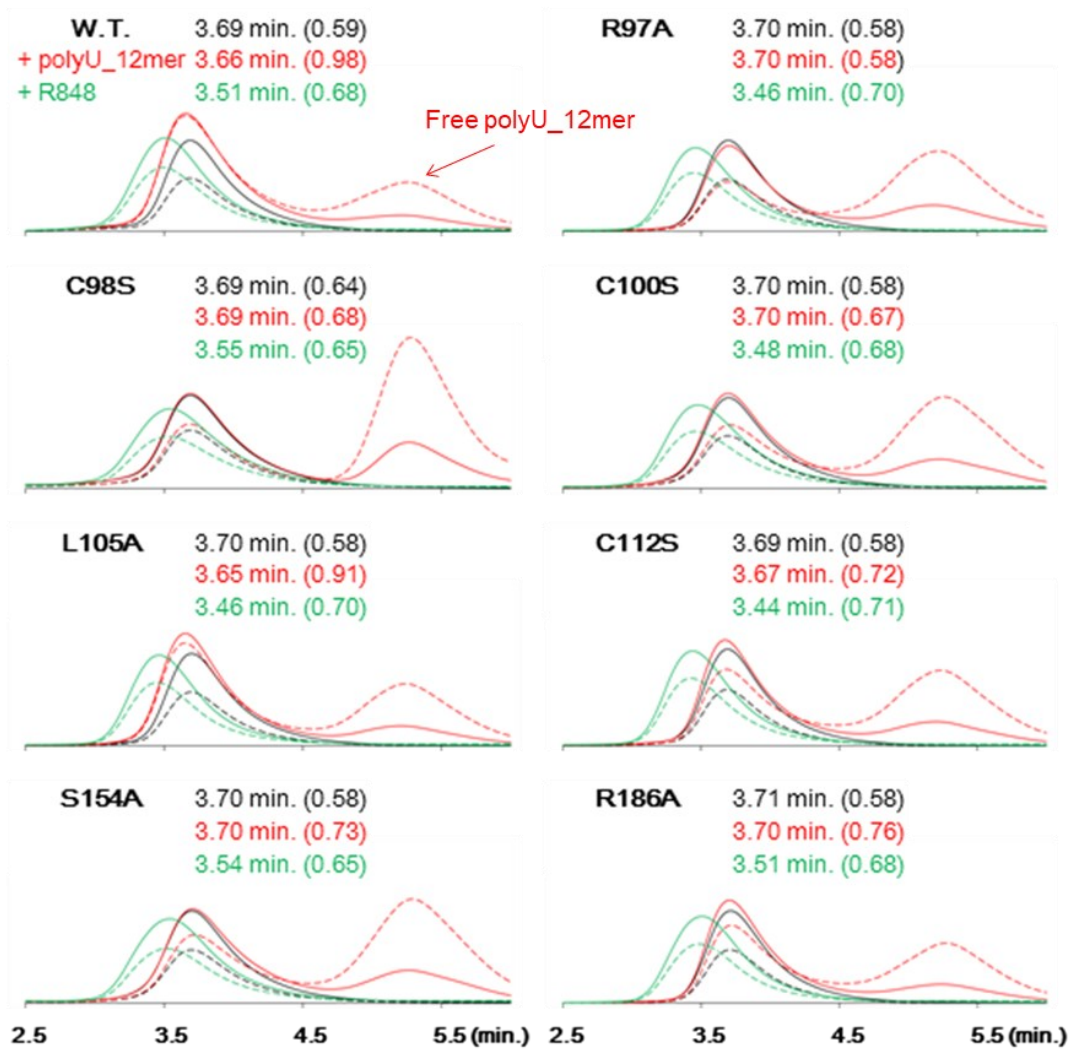 W.T. 3.69 min. (0.59)
+ polyU_12mer 3.66 min. (0.98)
+ R848 3.51 min. (0.68)
Free polyU_12mer
R97A 3.70 min. (0.58)
3.70 min. (0.58)
3.46 min. (0.70)
C98S 3.69 min. (0.64)
3.69 min. (0.68)
3.55 min. (0.65)
C100S 3.70 min. (0.58)
3.70 min. (0.67)
3.48 min. (0.68)
L105A 3.70 min. (0.58)
3.65 min. (0.91)
3.46 min. (0.70)
C112S 3.69 min. (0.58)
3.67 min. (0.72)
3.44 min. (0.71)
S154A 3.70 min. (0.58)
3.70 min. (0.73)
3.54 min. (0.65)
R186A 3.71 min. (0.58)
3.70 min. (0.76)
3.51 min. (0.68)
2.5 3.5 4.5 5.5 (min.)
2.5 3.5 4.5 5.5 (min.)